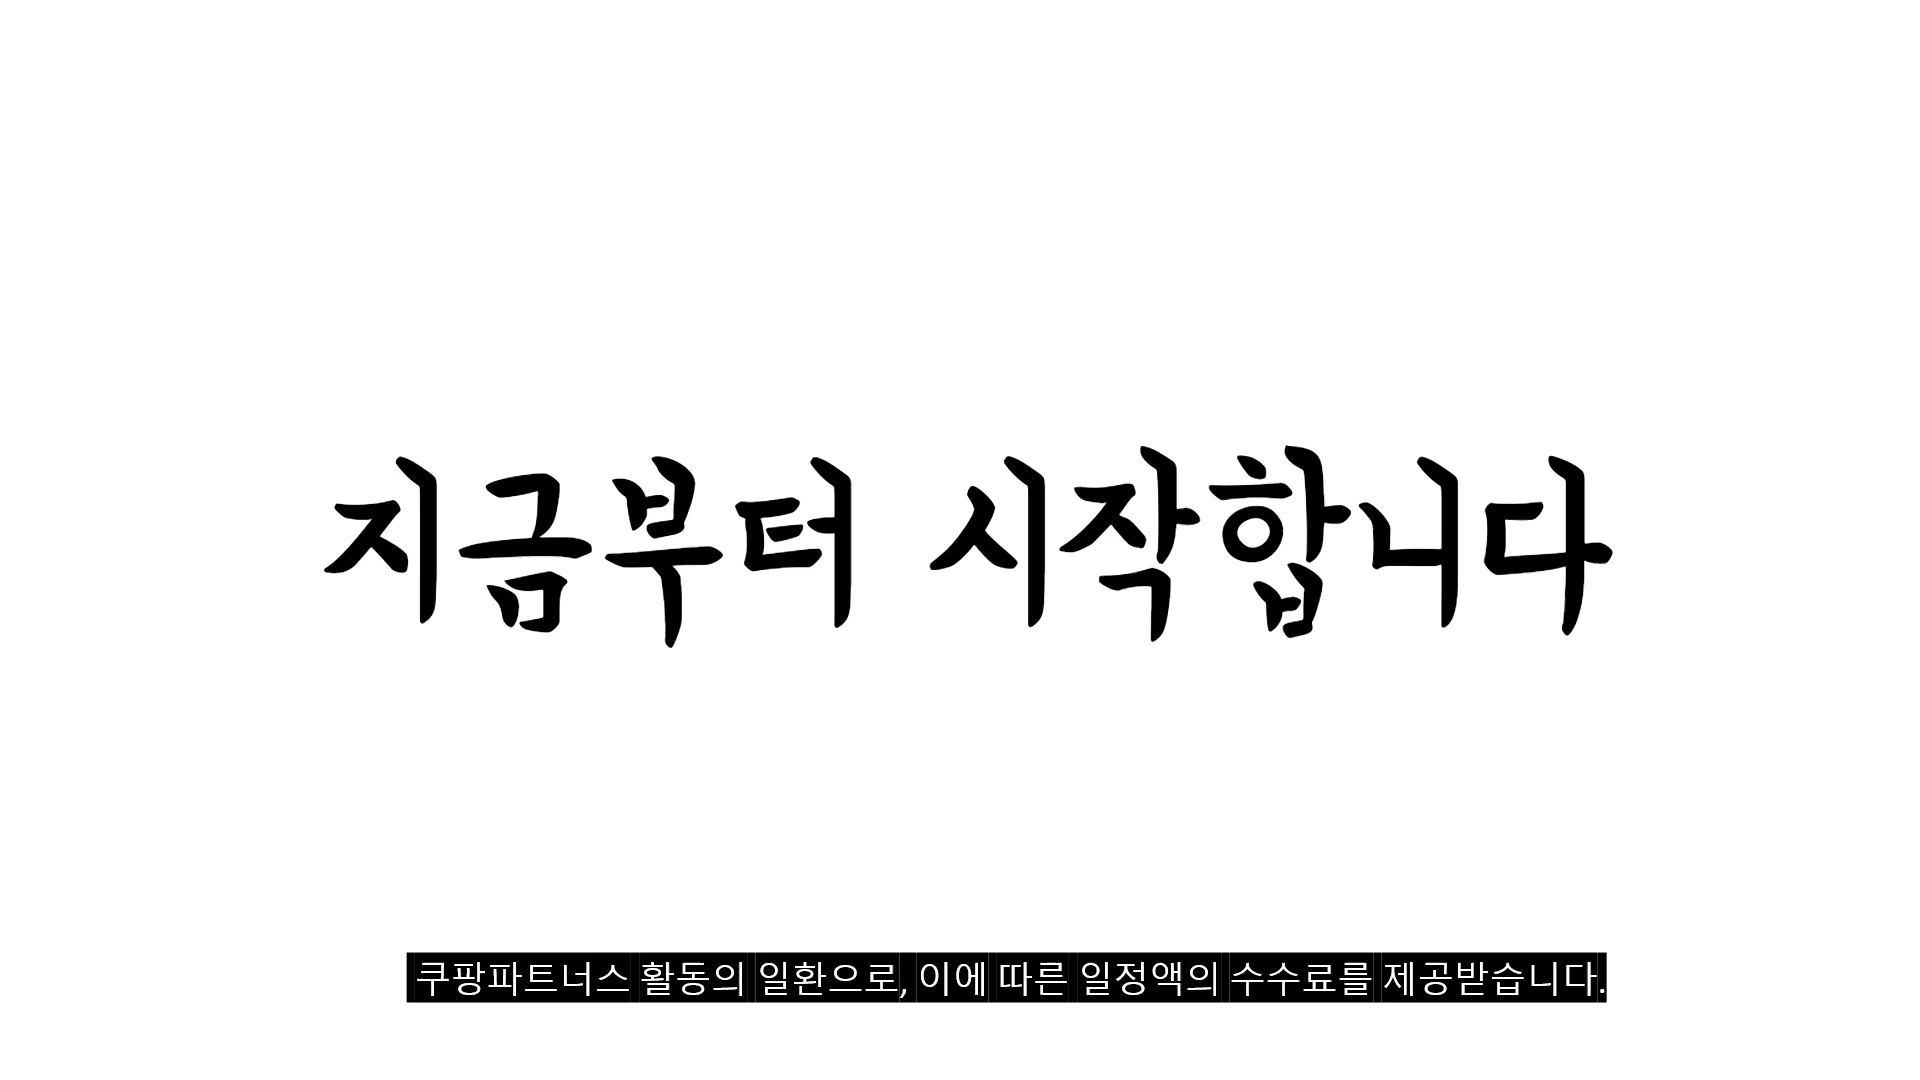 지금부터 시작합니다
쿠팡파트너스 활동의 일환으로, 이에 따른 일정액의 수수료를 제공받습니다.